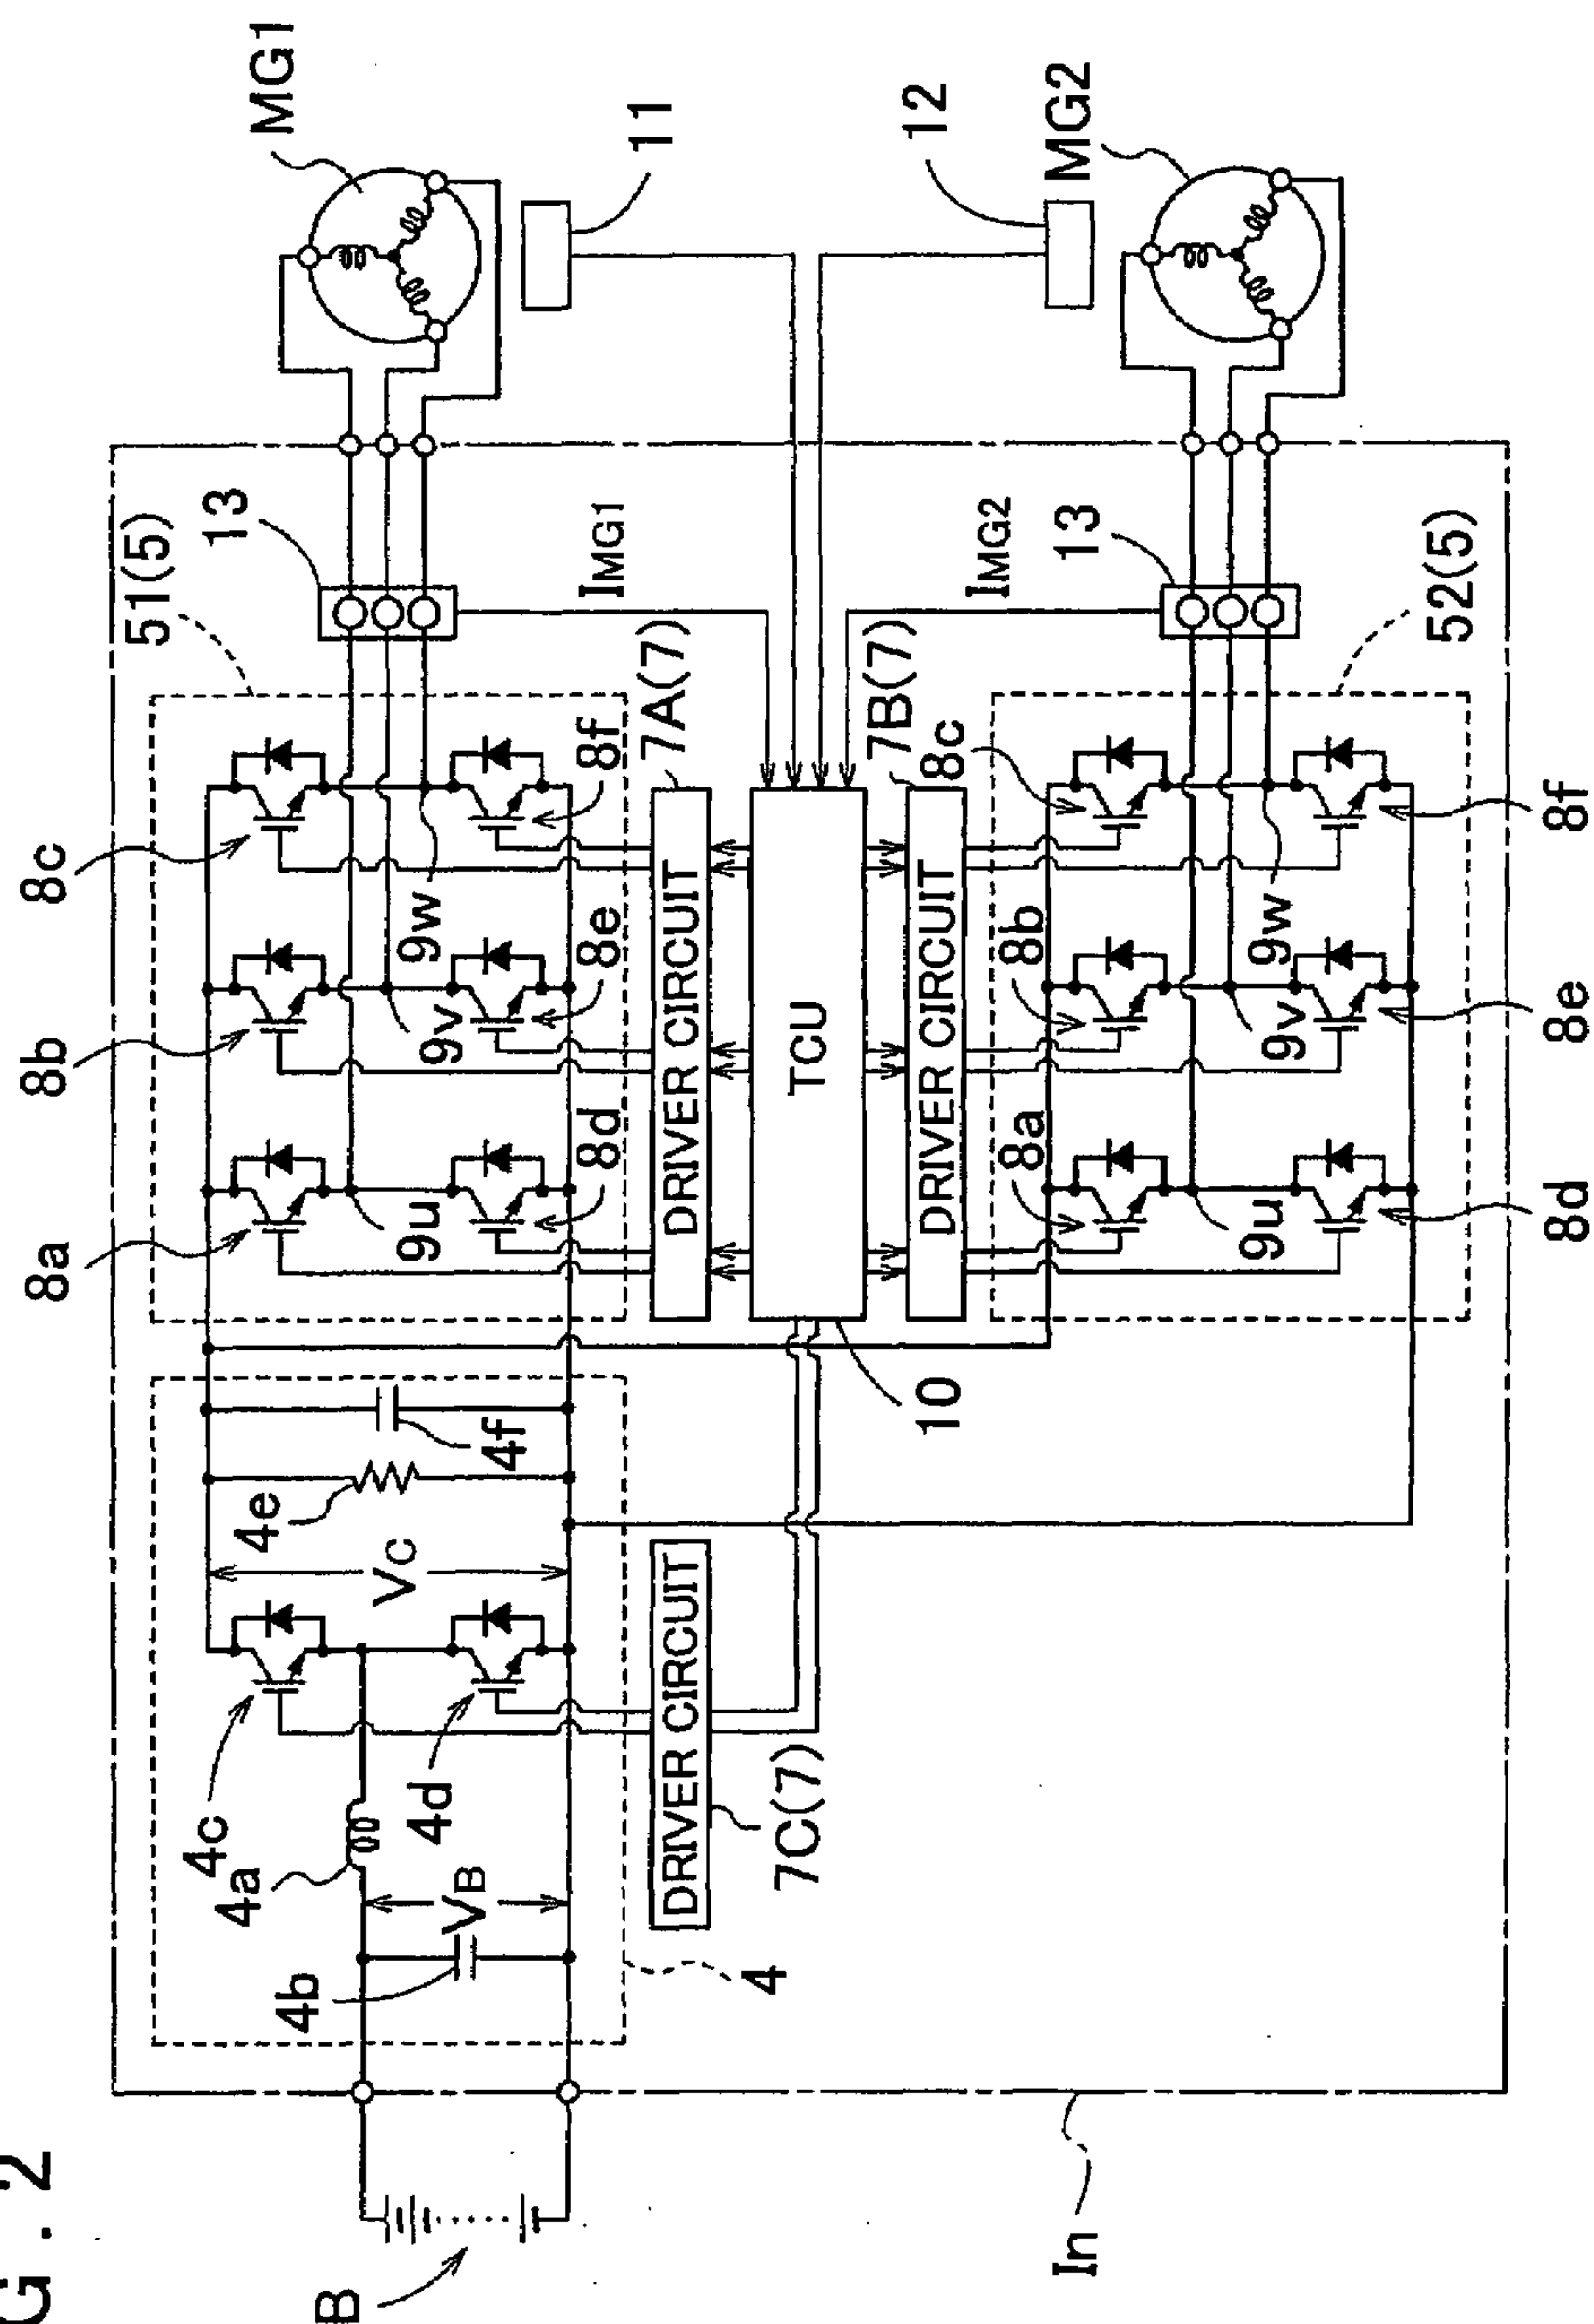 G . 2
MG1
11
12
MG2
51(5)
13
IMG1
IMG2
13
52(5)
8c
8f
7A(7)
7B(7)
8c
8f
9w
9w
8b
8e
8b
8e
9v
9v
8a
8d
8a
8d
9u
9u
DRIVER CIRCUIT
TCU
DRIVER CIRCUIT
10
4f
4e
VC
4c
4d
4a
DRIVER CIRCUIT
7C(7)
VB
4b
4
B
In